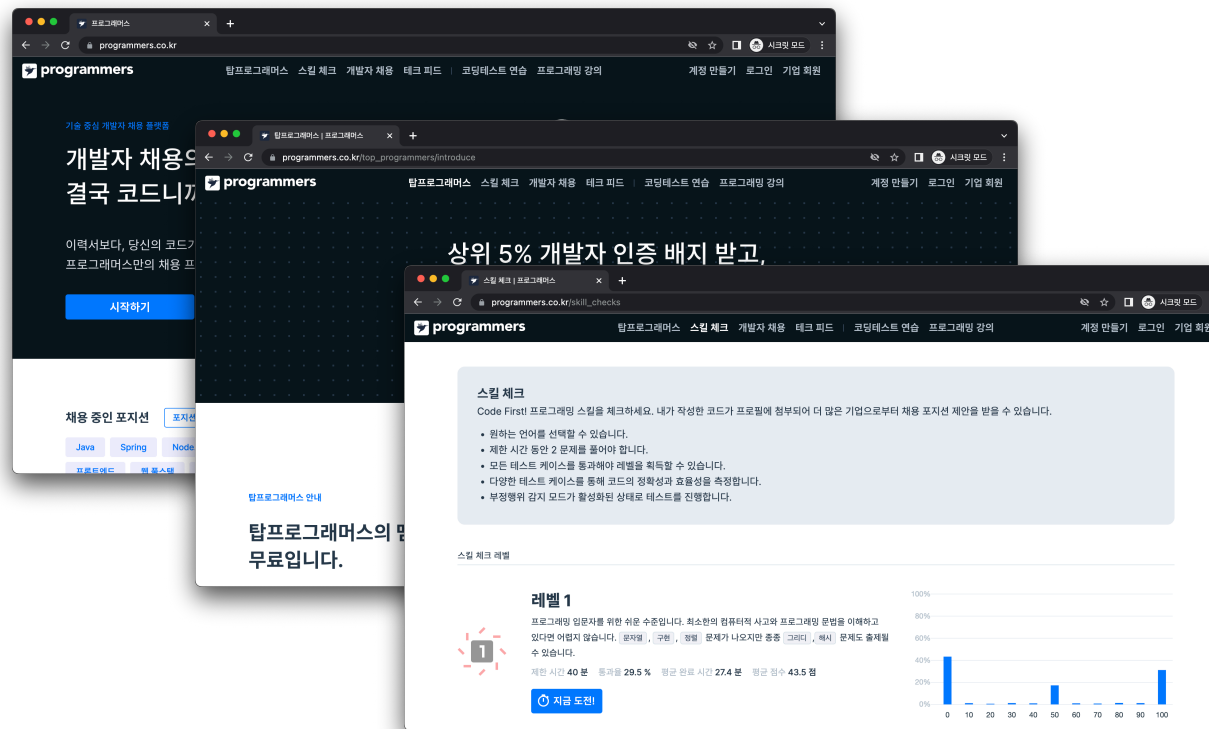 프로그래머스
programmers.co.kr
시크릿 모드
programmers
탑프로그래머스 스킬 체크 개발자 채용 테크 피드 | 코딩테스트 연습 프로그래밍 강의
계정 만들기 로그인 기업 회원
기술 중심 개발자 채용 플랫폼
개발자 채용의
결국 코드니까
이력서보다, 당신의 코드가
프로그래머스만의 채용 프
시작하기
채용 중인 포지션
포지션
Java Spring Node
프론트엔드 웹 풀스택
탑프로그래머스 | 프로그래머스
programmers.co.kr/top_programmers/introduce
시크릿 모드
programmers
탑프로그래머스 스킬 체크 개발자 채용 테크 피드 | 코딩테스트 연습 프로그래밍 강의
계정 만들기 로그인 기업 회원
상위 5% 개발자 인증 배지 받고,
탑프로그래머스 안내
탑프로그래머스의
무료입니다.
스킬 체크 | 프로그래머스
programmers.co.kr/skill_checks
시크릿 모드
programmers
탑프로그래머스 스킬 체크 개발자 채용 테크 피드 | 코딩테스트 연습 프로그래밍 강의
계정 만들기 로그인 기업 회원
스킬 체크
Code First! 프로그래밍 스킬을 체크하세요. 내가 작성한 코드가 프로필에 첨부되어 더 많은 기업으로부터 채용 포지션 제안을 받을 수 있습니다.
• 원하는 언어를 선택할 수 있습니다.
• 제한 시간 동안 2 문제를 풀어야 합니다.
• 모든 테스트 케이스를 통과해야 레벨을 획득할 수 있습니다.
• 다양한 테스트 케이스를 통해 코드의 정확성과 효율성을 측정합니다.
• 부정행위 감지 모드가 활성화된 상태로 테스트를 진행합니다.
스킬 체크 레벨
1
레벨 1
프로그래밍 입문자를 위한 쉬운 수준입니다. 최소한의 컴퓨터적 사고와 프로그래밍 문법을 이해하고
있다면 어렵지 않습니다. 문자열 , 구현 , 정렬 문제가 나오지만 종종 그리디 , 해시 문제도 출제될
수 있습니다.
제한 시간 40 분 통과율 29.5 % 평균 완료 시간 27.4 분 평균 점수 43.5 점
지금 도전!
100%
80%
60%
40%
20%
0%
0 10 20 30 40 50 60 70 80 90 100